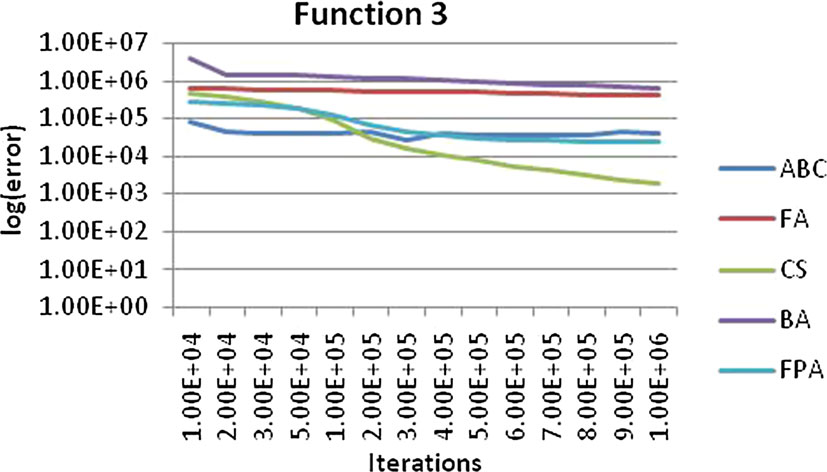 Function 3
log(error)
1.00E+07
1.00E+06
1.00E+05
1.00E+04
1.00E+03
1.00E+02
1.00E+01
1.00E+00
1.00E+04
2.00E+04
3.00E+04
5.00E+04
1.00E+05
2.00E+05
3.00E+05
4.00E+05
5.00E+05
6.00E+05
7.00E+05
8.00E+05
9.00E+05
1.00E+06
Iterations
ABC
FA
CS
BA
FPA